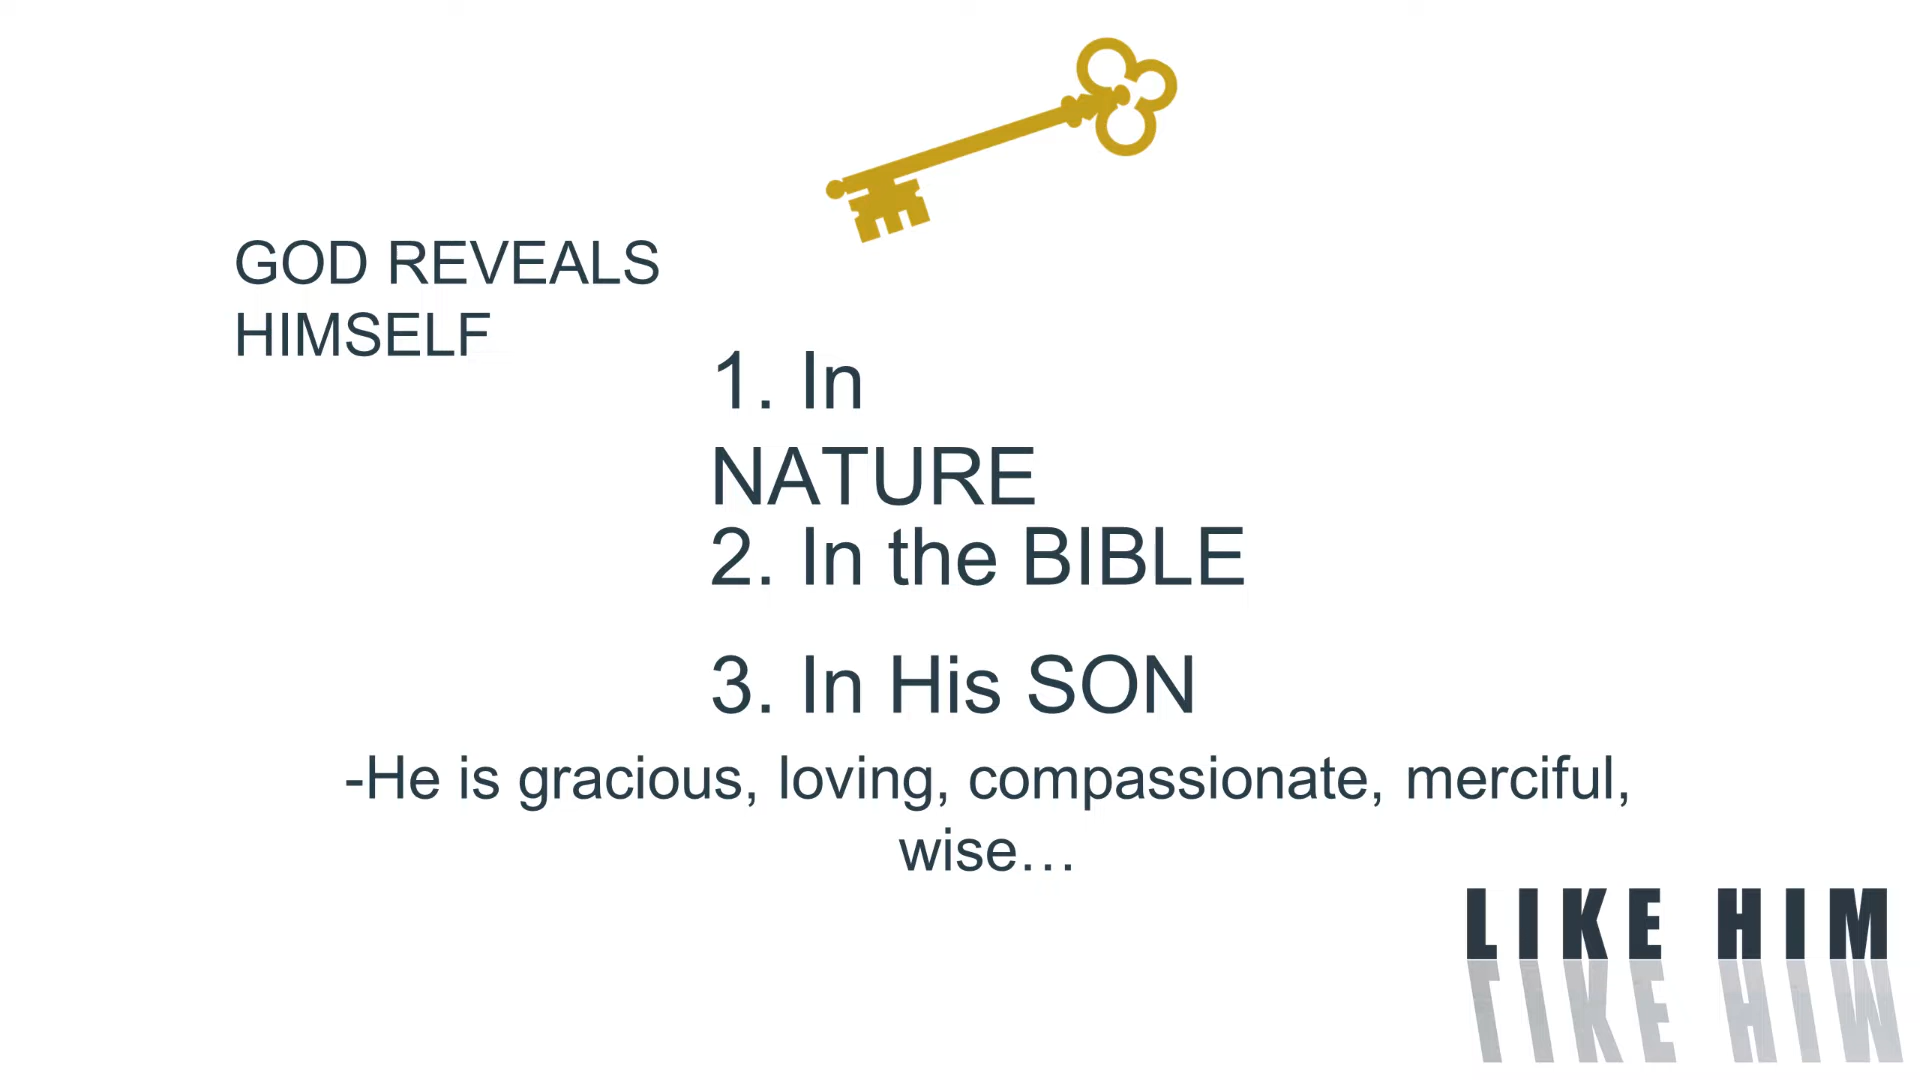 GOD REVEALS
HIMSELF
1. In
NATURE
2. In the BIBLE
3. In His SON
-He is gracious, loving, compassionate, merciful,
wise…
LIKE HIM